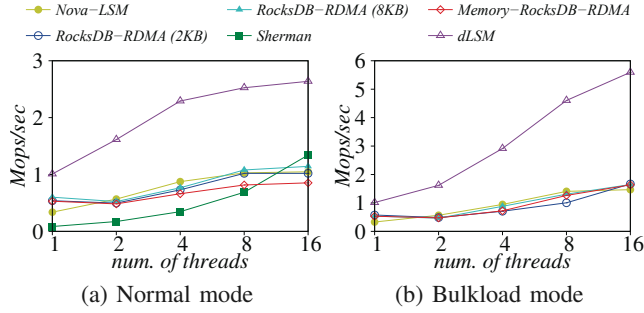 Nova−LSM RocksDB−RDMA (8KB) Memory−RocksDB−RDMA
RocksDB−RDMA (2KB) Sherman dLSM
Mops/sec
3
2
1
0
1 2 4 8 16
num. of threads
(a) Normal mode
Mops/sec
6
5
4
3
2
1
0
1 2 4 8 16
num. of threads
(b) Bulkload mode